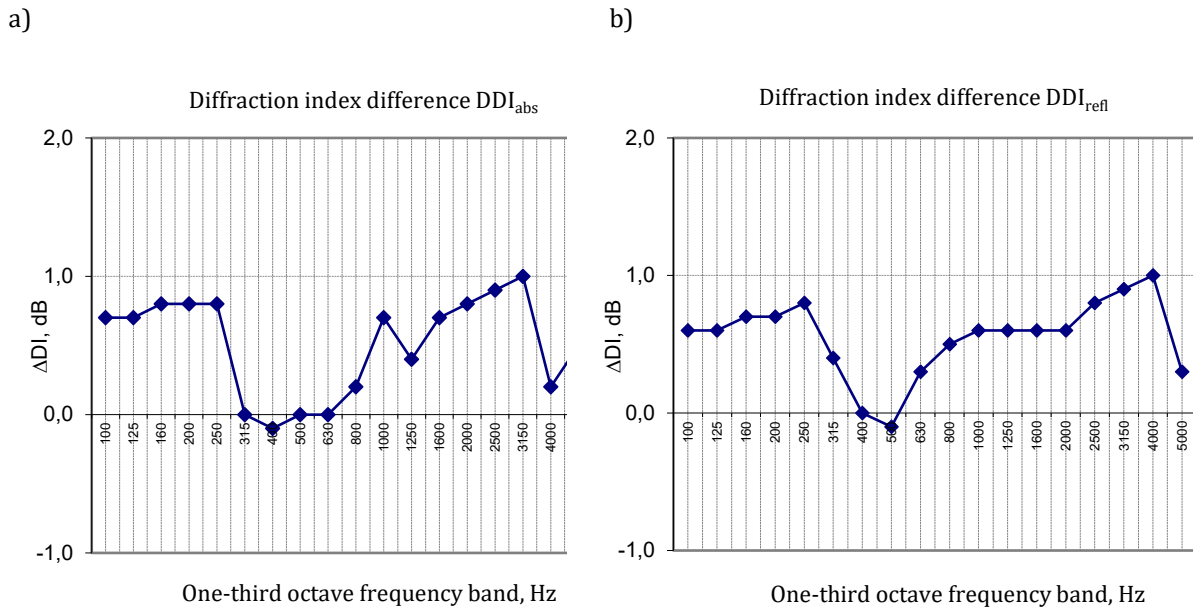 a)
Diffraction index difference DDIabs
2,0
1,0
0,0
-1,0
ΔDI, dB
100 125 160 200 250 315 400 500 630 800 1000 1250 1600 2000 2500 3150 4000
One-third octave frequency band, Hz
b)
Diffraction index difference DDIrefl
2,0
1,0
0,0
-1,0
ΔDI, dB
100 125 160 200 250 315 400 500 630 800 1000 1250 1600 2000 2500 3150 4000 5000
One-third octave frequency band, Hz